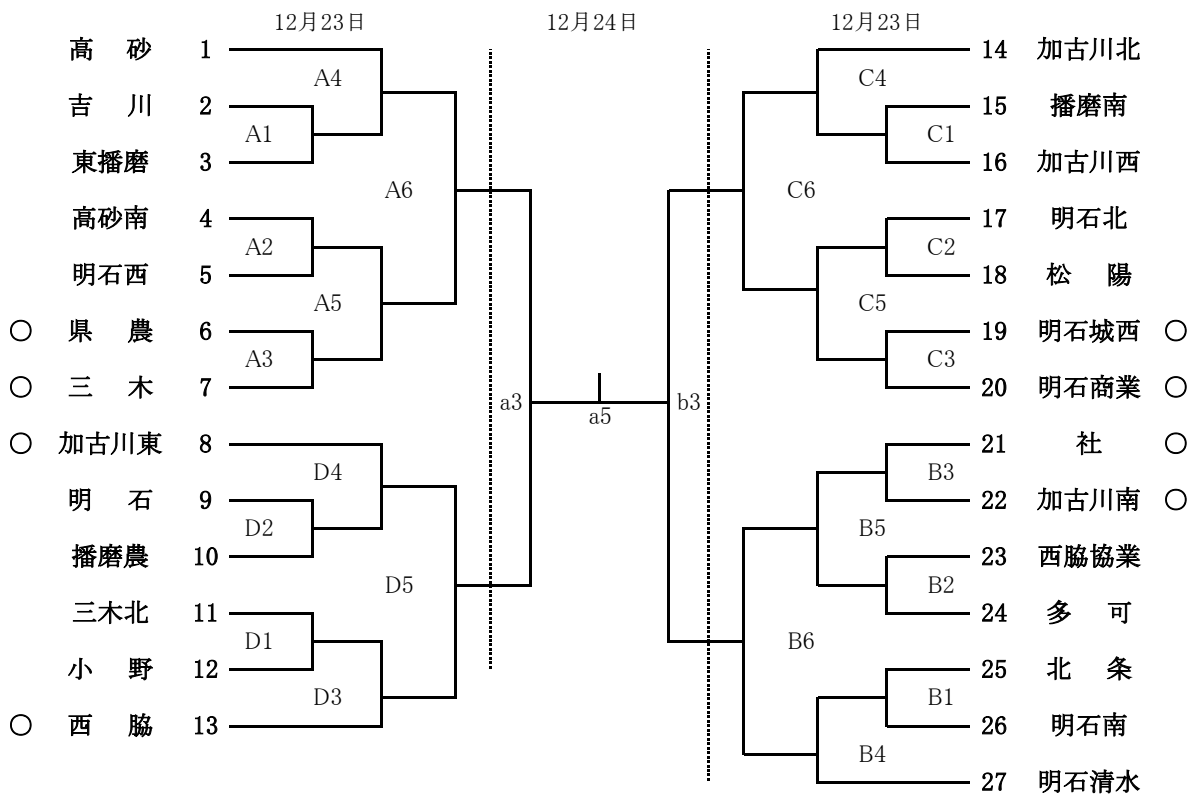 12月23日 12月24日 12月23日
高 砂 1 14 加古川北
A4 C4
吉 川 2 15 播磨南
A1 C1
東播磨 3 16 加古川西
A6 C6
高砂南 4 17 明石北
A2 C2
明石西 5 18 松 陽
A5 C5
○ 県 農 6 19 明石城西 ○
A3 C3
○ 三 木 7 20 明石商業 ○
a3 a5 b3
○ 加古川東 8 21 社 ○
D4 B3
明 石 9 22 加古川南 ○
D2 B5
播磨農 10 23 西脇協業
D5 B2
三木北 11 24 多 可
D1 B6
小 野 12 25 北 条
D3 B1
○ 西 脇 13 26 明石南
B4
27 明石清水